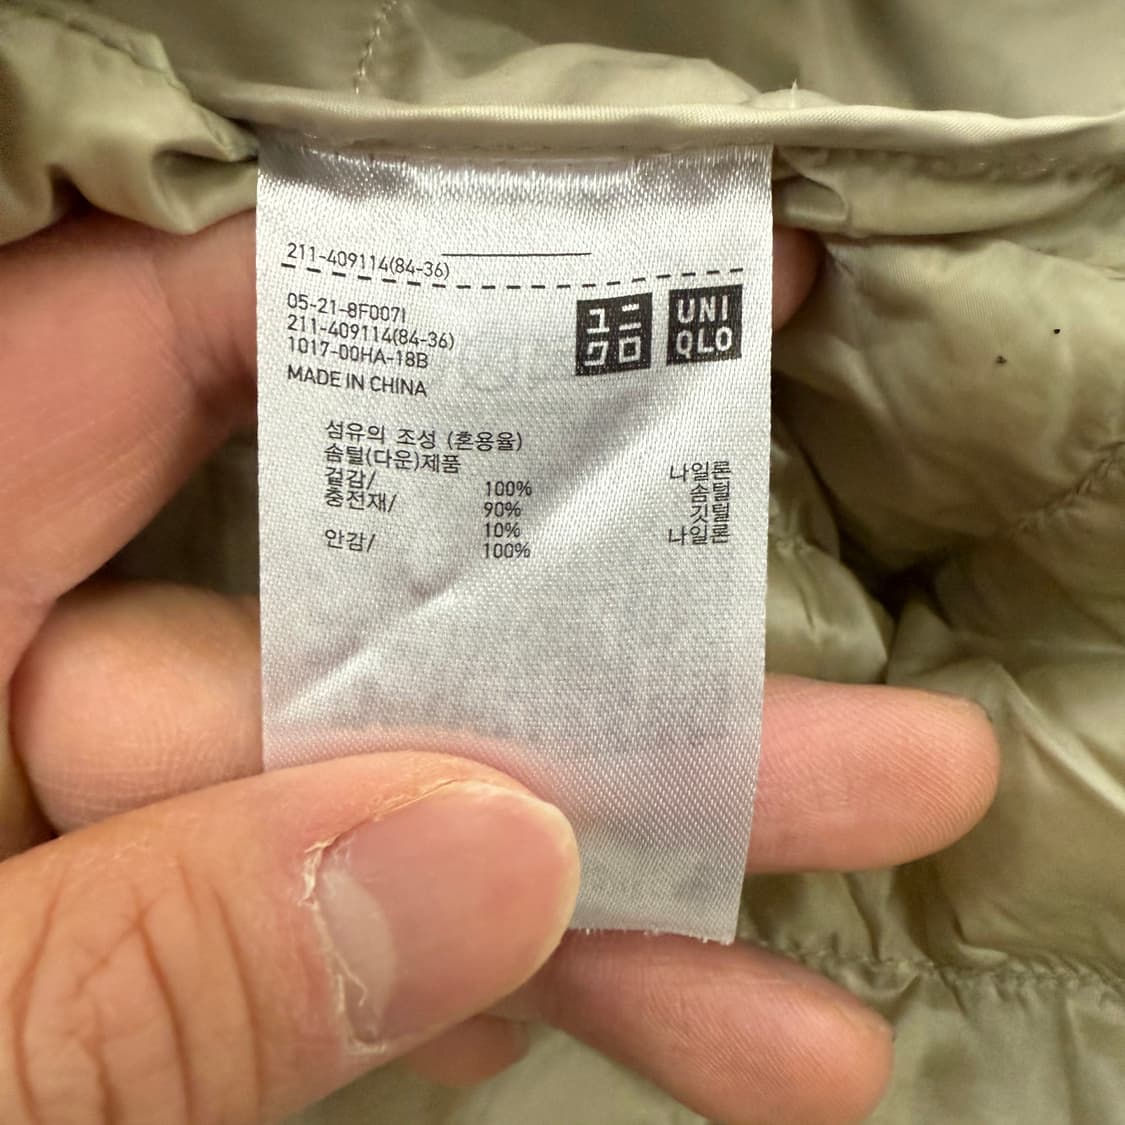 211-409114(84-36)
05-21-8F007I
211-409114(84-36)
1017-00HA-18B
MADE IN CHINA
ユニ
クロ
UNI
QLO
섬유의 조성 (혼용율)
솜털(다운)제품
겉감/ 100% 나일론
충전재/ 90% 솜털
10% 깃털
안감/ 100% 나일론